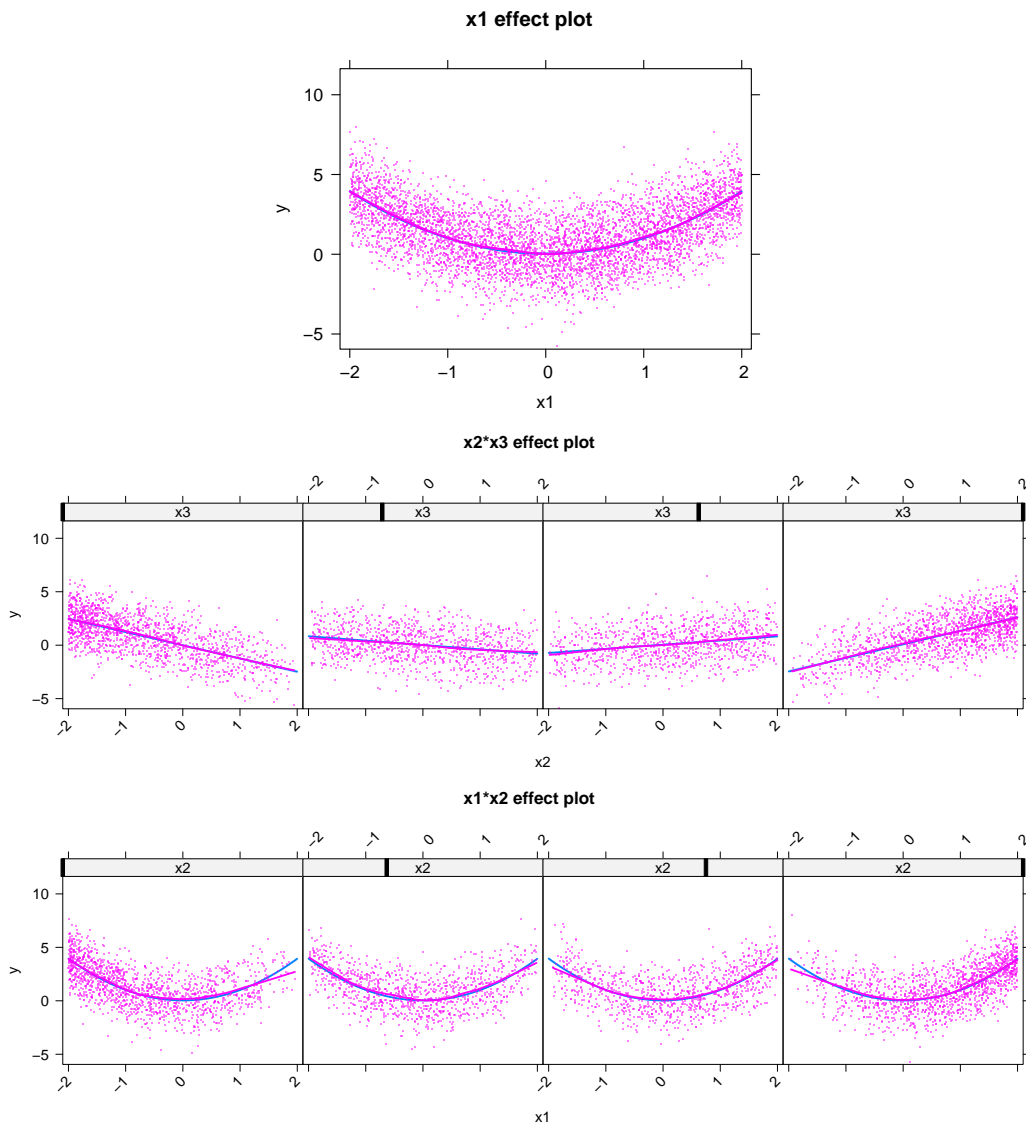 x1 effect plot
10
5
0
−5
y
−2 −1 0 1 2
x1
x2*x3 effect plot
−2 −1 0 1 2 −2 −1 0 1 2
x3 x3 x3 x3
10
5
0
−5
y
−2 −1 0 1 2 −2 −1 0 1 2
x2
x1*x2 effect plot
−2 −1 0 1 2 −2 −1 0 1 2
x2 x2 x2 x2
10
5
0
−5
y
−2 −1 0 1 2 −2 −1 0 1 2
x1